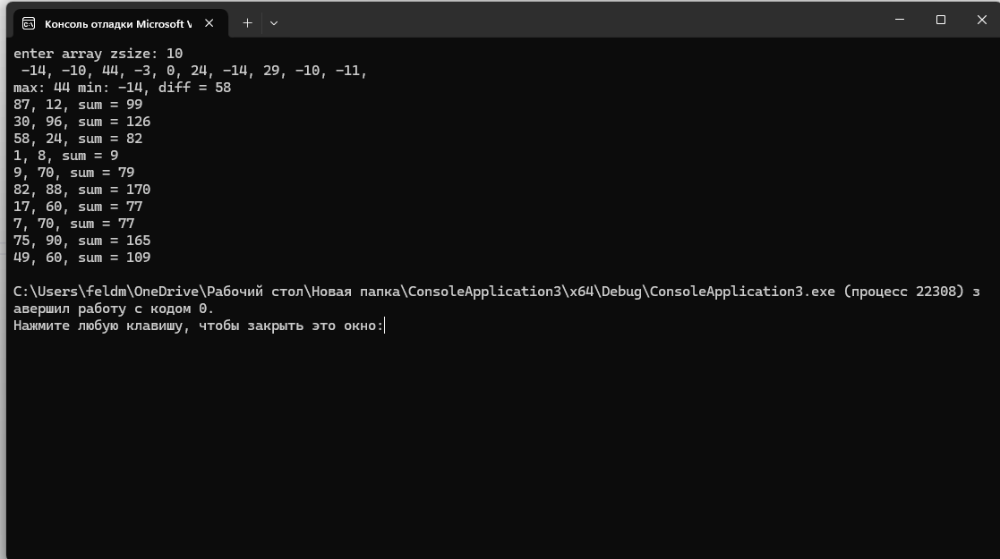 Консоль отладки Microsoft V
enter array zsize: 10
-14, -10, 44, -3, 0, 24, -14, 29, -10, -11,
max: 44 min: -14, diff = 58
87, 12, sum = 99
30, 96, sum = 126
58, 24, sum = 82
1, 8, sum = 9
9, 70, sum = 79
82, 88, sum = 170
17, 60, sum = 77
7, 70, sum = 77
75, 90, sum = 165
49, 60, sum = 109
C:\Users\feldm\OneDrive\Рабочий стол\Новая папка\ConsoleApplication3\x64\Debug\ConsoleApplication3.exe (процесс 22308) з
авершил работу с кодом 0.
Нажмите любую клавишу, чтобы закрыть это окно: